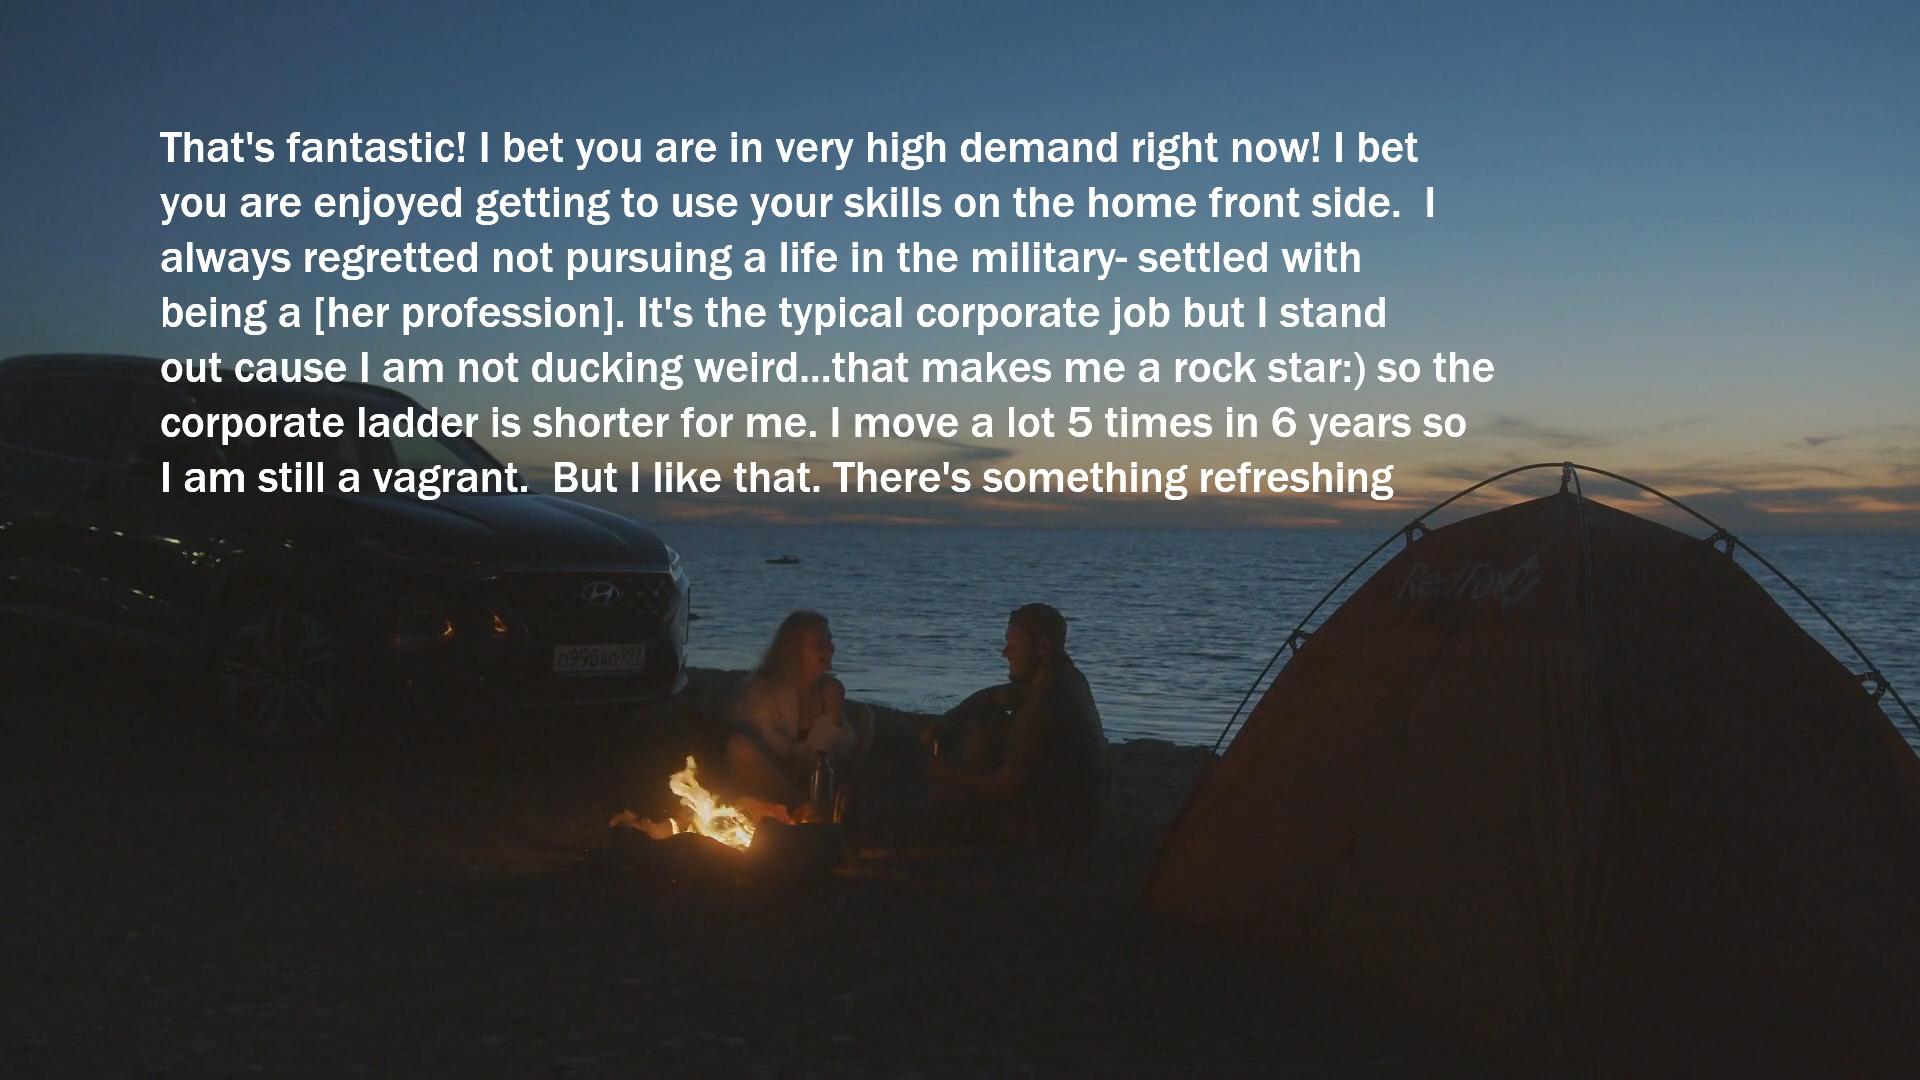 That's fantastic! I bet you are in very high demand right now! I bet
you are enjoyed getting to use your skills on the home front side.  I
always regretted not pursuing a life in the military- settled with
being a [her profession]. It's the typical corporate job but I stand
out cause I am not ducking weird...that makes me a rock star:) so the
corporate ladder is shorter for me. I move a lot 5 times in 6 years so
I am still a vagrant.  But I like that. There's something refreshing
RedFox